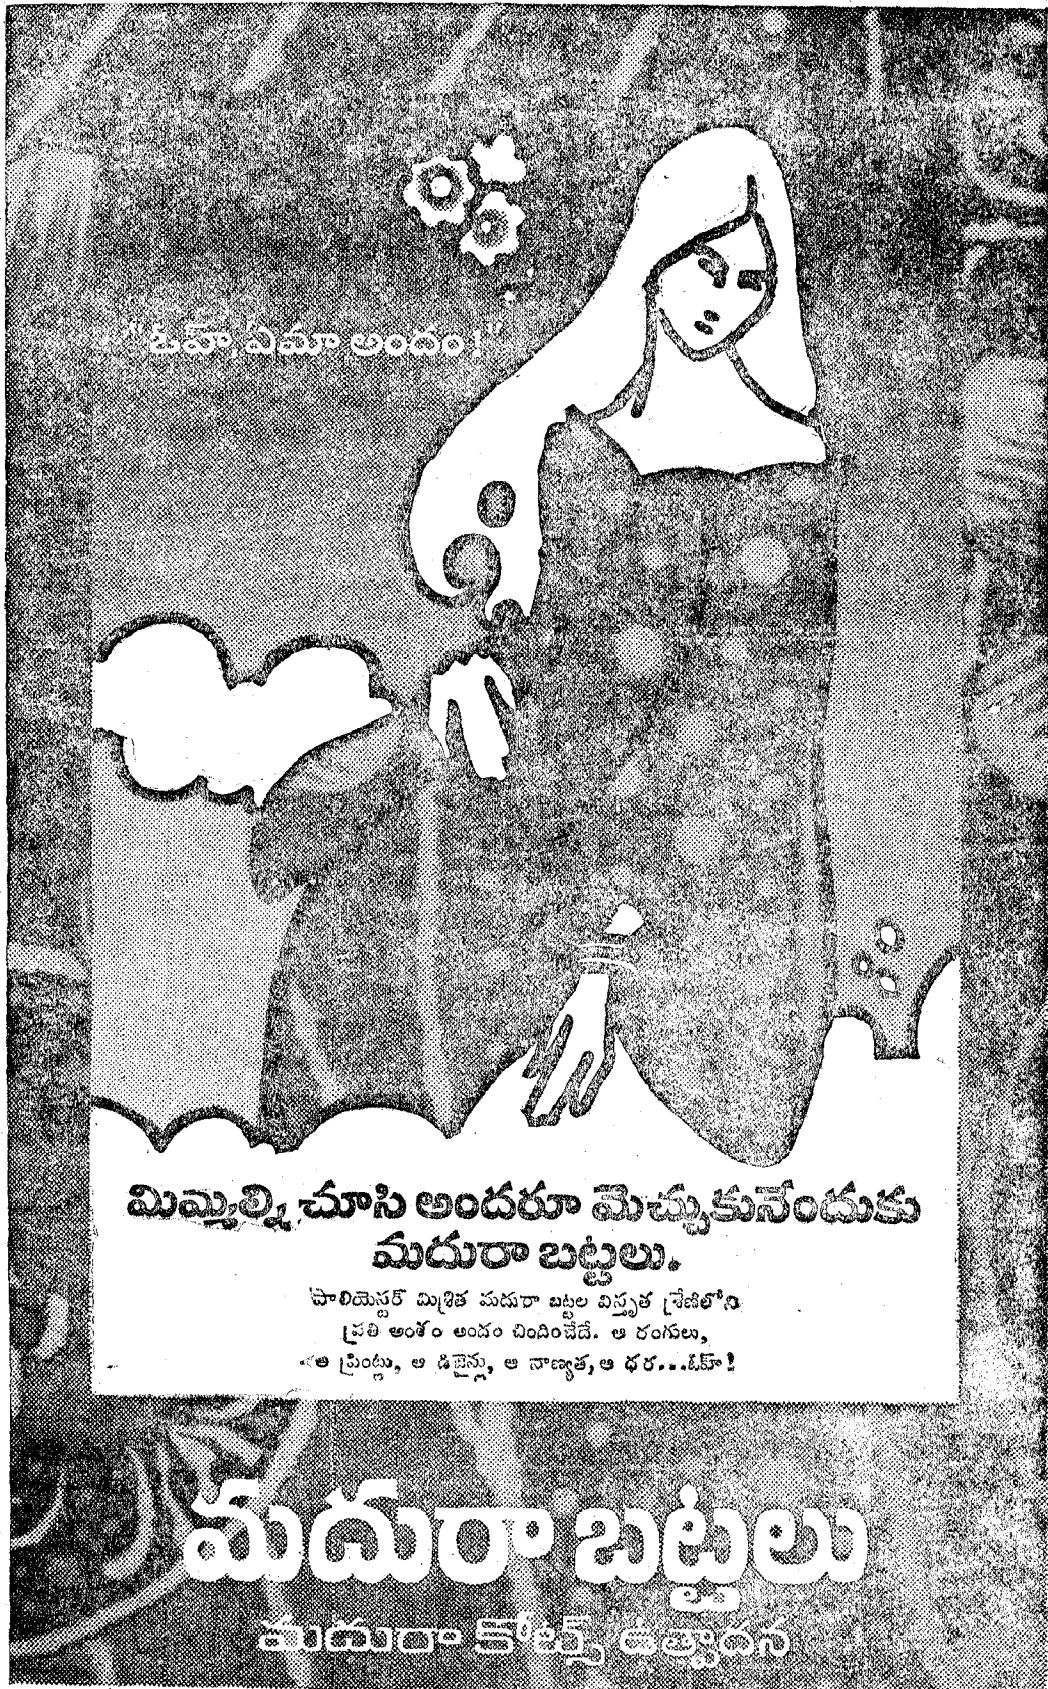 "ఓహ్, ఏమా అందం!"
మిమ్మల్ని చూసి అందరూ మెచ్చుకునేందుకు
మదురా బట్టలు.
పాలియెస్టర్ మిశ్రిత మదురా బట్టల విస్తృత శ్రేణిలోని
ప్రతి అంశం అందం చిందించేదే. ఆ రంగులు,
ఆ ప్రింట్లు, ఆ డిజైన్లు, ఆ నాణ్యత, ఆ ధర...ఓహ్!
మదురా బట్టలు
మదురా కోట్స్ ఉత్పాదన